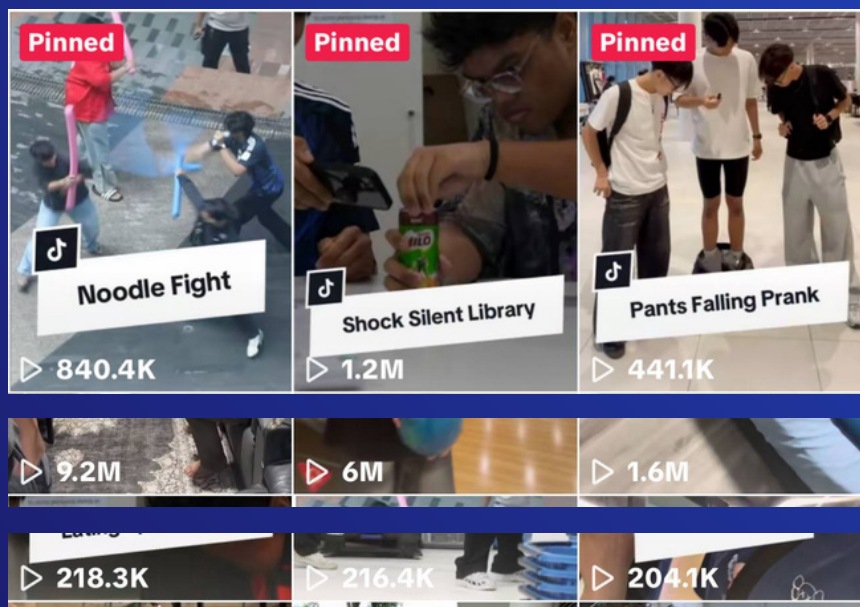 Pinned
Pinned
Pinned
MILO
Noodle Fight
Shock Silent Library
Pants Falling Prank
840.4K
1.2M
441.1K
9.2M
6M
1.6M
218.3K
216.4K
204.1K